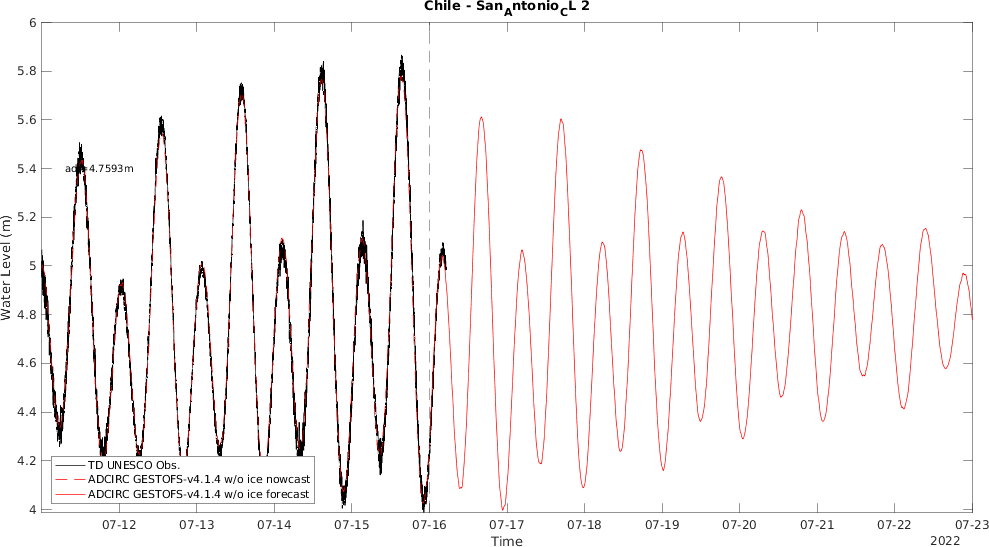 Chile - San_Antonio_CL 2
6
5.8
5.6
5.4
5.2
5
4.8
4.6
4.4
4.2
4
Water Level (m)
4.7593m
TD UNESCO Obs.
ADCIRC GESTOFS-v4.1.4 w/o ice nowcast
ADCIRC GESTOFS-v4.1.4 w/o ice forecast
07-12 07-13 07-14 07-15 07-16 07-17 07-18 07-19 07-20 07-21 07-22 07-23
Time
2022